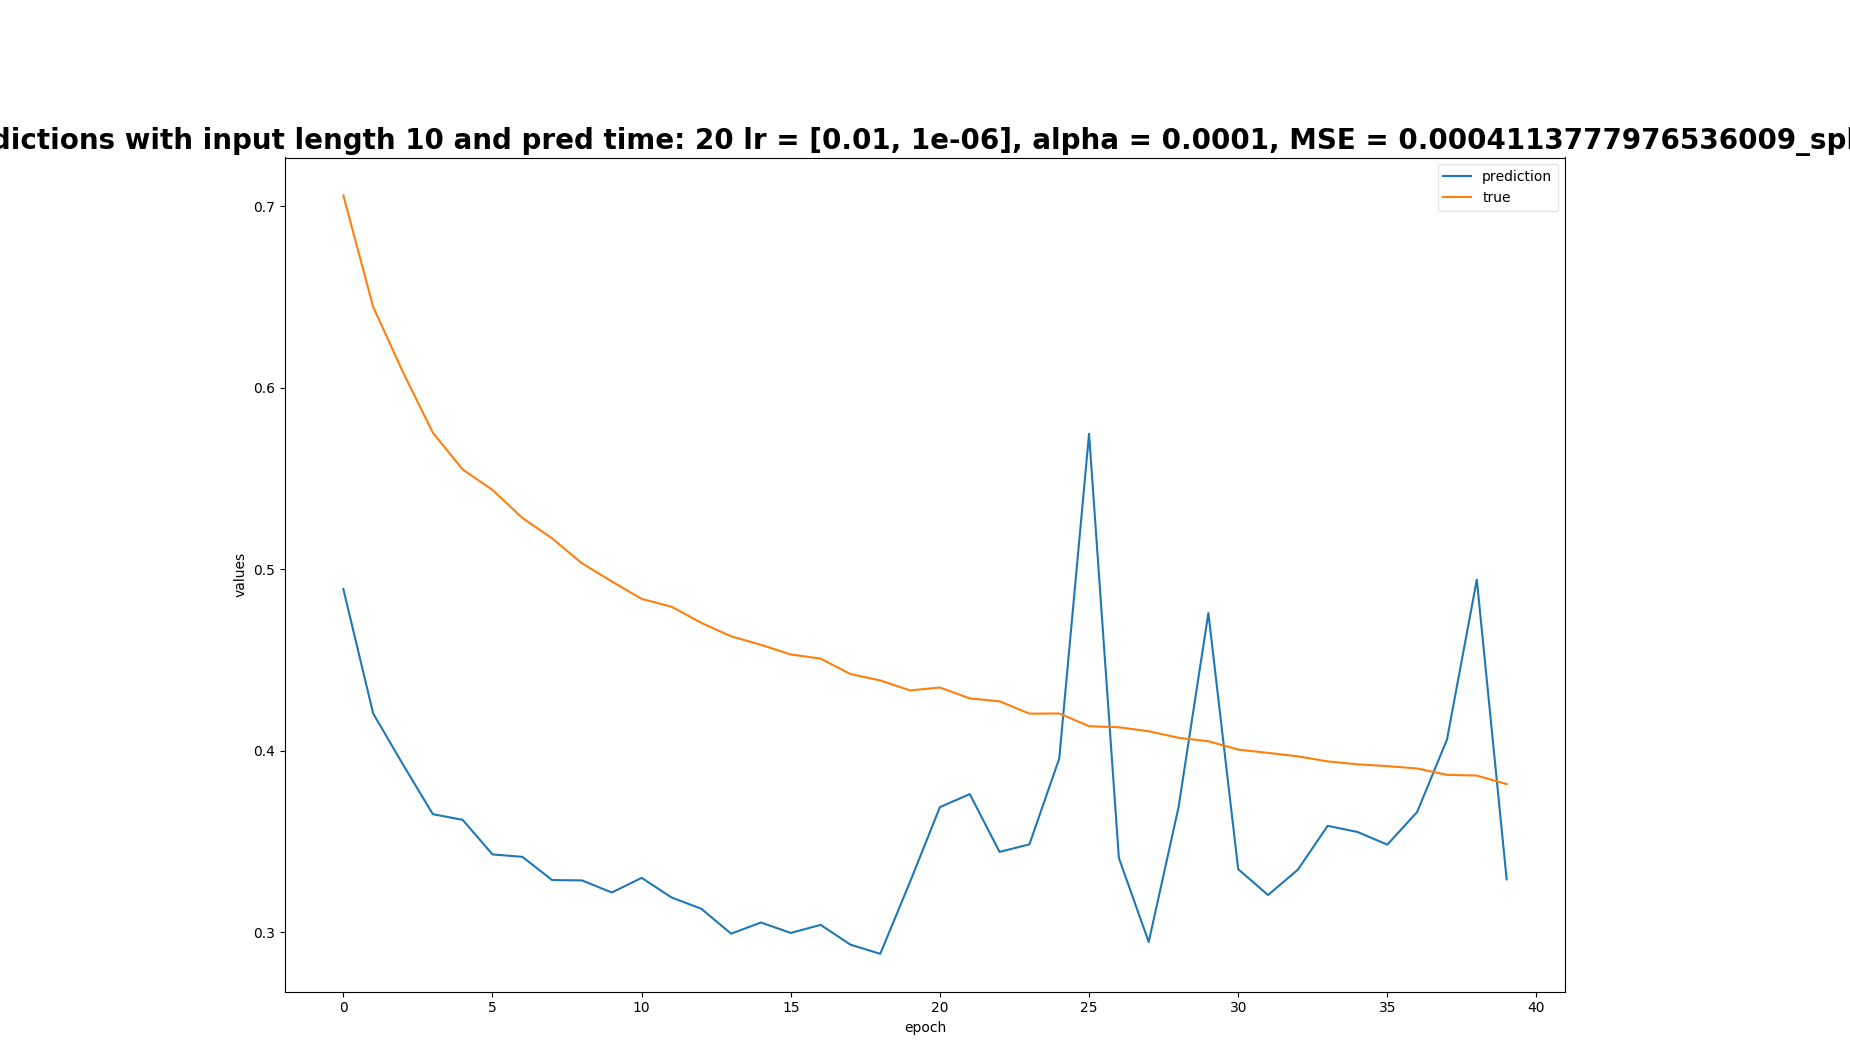 dictions with input length 10 and pred time: 20 lr = [0.01, 1e-06], alpha = 0.0001, MSE = 0.0004113777976536009_spl
prediction
true
0.7
0.6
0.5
0.4
0.3
values
0 5 10 15 20 25 30 35 40
epoch